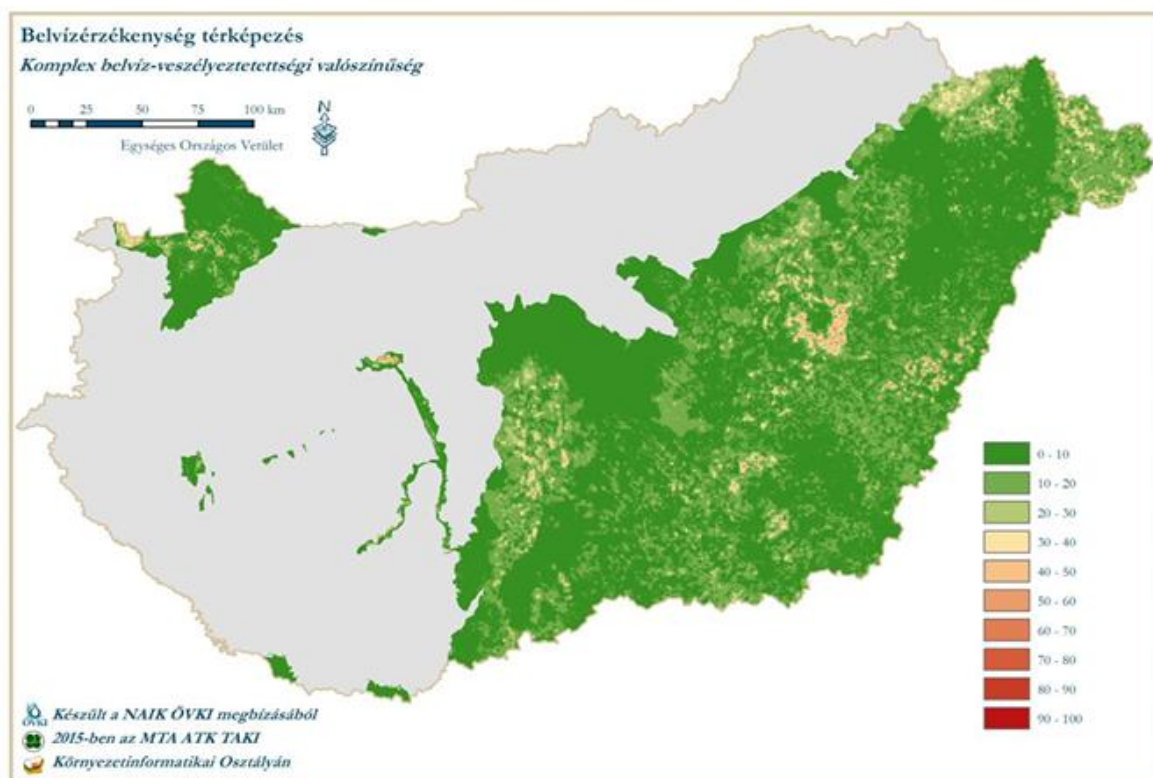 Belvízérzékenység térképezés
Komplex belvíz-veszélyeztetettségi valószínűség
0 25 50 75 100 km
N
Egységes Országos Vetület
0 - 10
10 - 20
20 - 30
30 - 40
40 - 50
50 - 60
60 - 70
70 - 80
80 - 90
90 - 100
ÖVKI
Készült a NAIK ÖVKI megbízásából
2015-ben az MTA ATK TAKI
Környezetinformatikai Osztályán